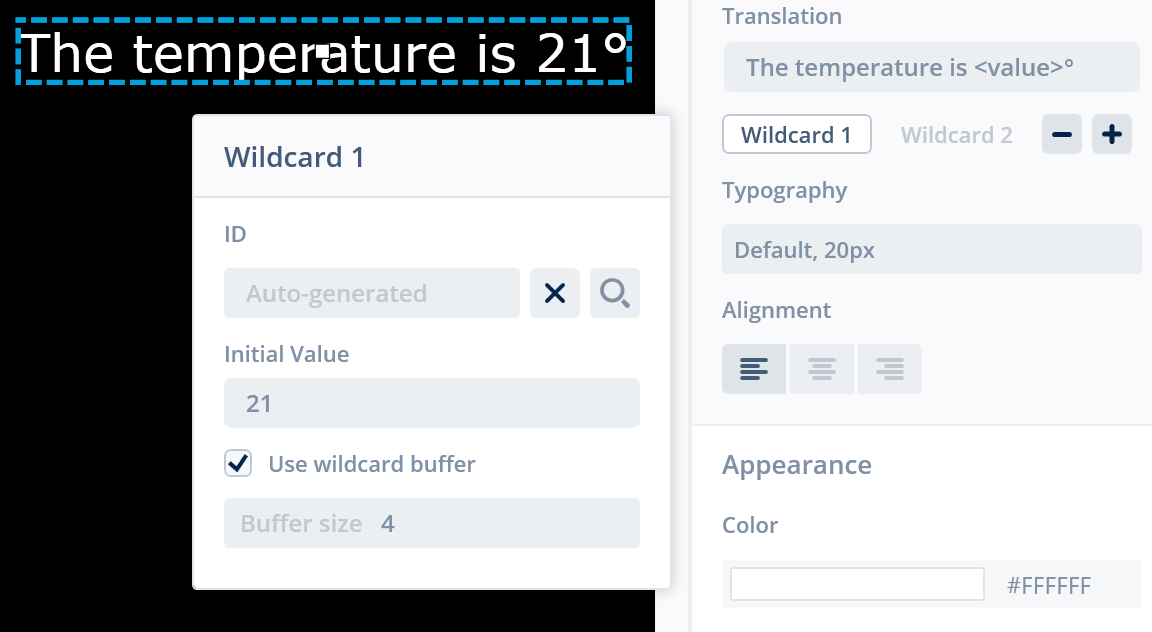 The temperature is 21°
Wildcard 1
ID
Auto-generated
Initial Value
21
Use wildcard buffer
Buffer size 4
Translation
The temperature is <value>°
Wildcard 1 Wildcard 2
Typography
Default, 20px
Alignment
Appearance
Color
#FFFFFF